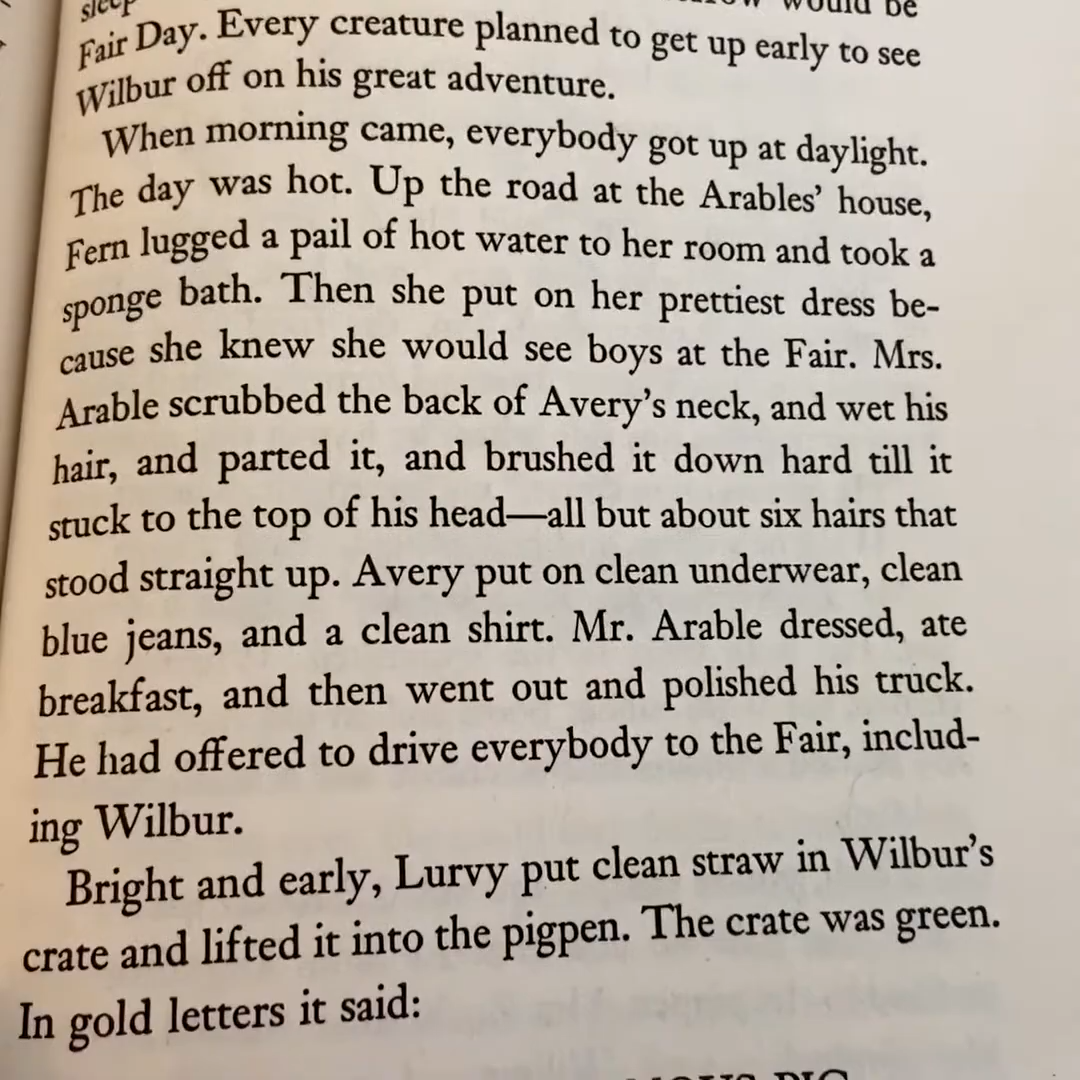 sleep would be
Fair Day. Every creature planned to get up early to see
Wilbur off on his great adventure.
When morning came, everybody got up at daylight.
The day was hot. Up the road at the Arables’ house,
Fern lugged a pail of hot water to her room and took a
sponge bath. Then she put on her prettiest dress be-
cause she knew she would see boys at the Fair. Mrs.
Arable scrubbed the back of Avery’s neck, and wet his
hair, and parted it, and brushed it down hard till it
stuck to the top of his head—all but about six hairs that
stood straight up. Avery put on clean underwear, clean
blue jeans, and a clean shirt. Mr. Arable dressed, ate
breakfast, and then went out and polished his truck.
He had offered to drive everybody to the Fair, includ-
ing Wilbur.
Bright and early, Lurvy put clean straw in Wilbur’s
crate and lifted it into the pigpen. The crate was green.
In gold letters it said:
PIG